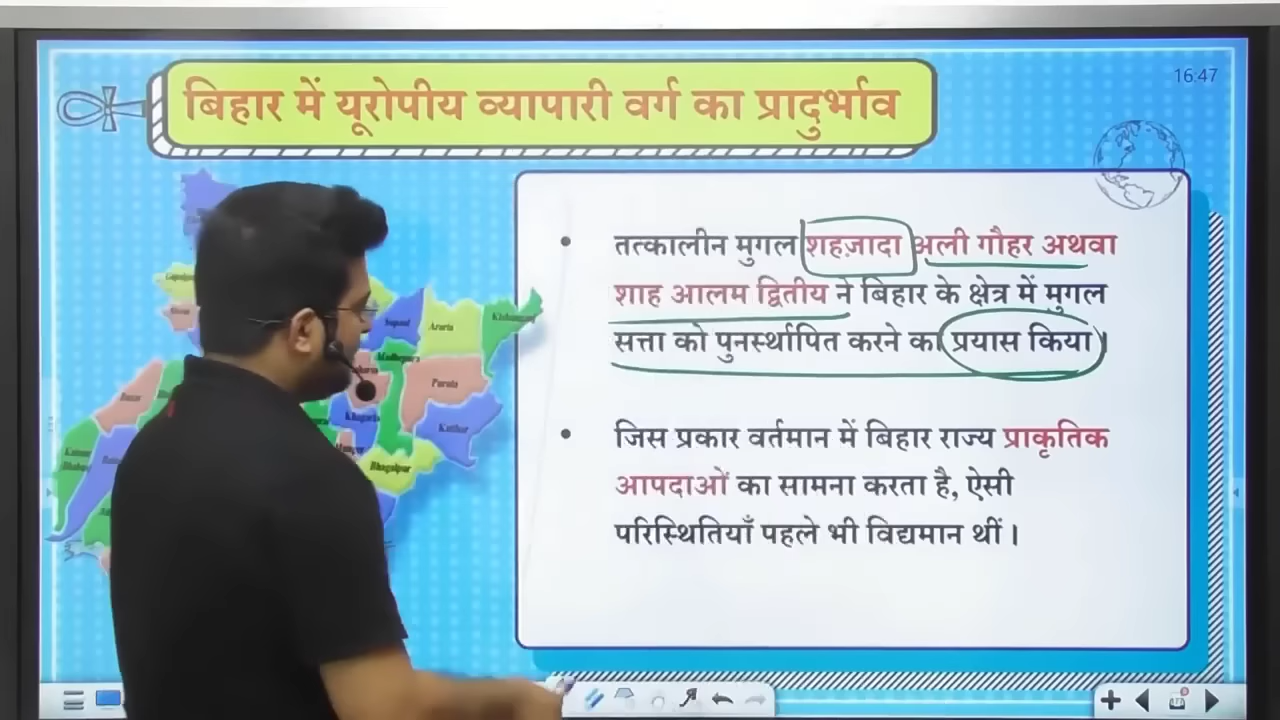 बिहार में यूरोपीय व्यापारी वर्ग का प्रादुर्भाव
16:47
• तत्कालीन मुगल शहज़ादा अली गौहर अथवा
शाह आलम द्वितीय ने बिहार के क्षेत्र में मुगल
सत्ता को पुनर्स्थापित करने का प्रयास किया।
• जिस प्रकार वर्तमान में बिहार राज्य प्राकृतिक
आपदाओं का सामना करता है, ऐसी
परिस्थितियाँ पहले भी विद्यमान थीं।
Supaul
Araria
Kishanganj
Madhepura
Purnia
Khagaria
Katihar
Bhagalpur
Buxar